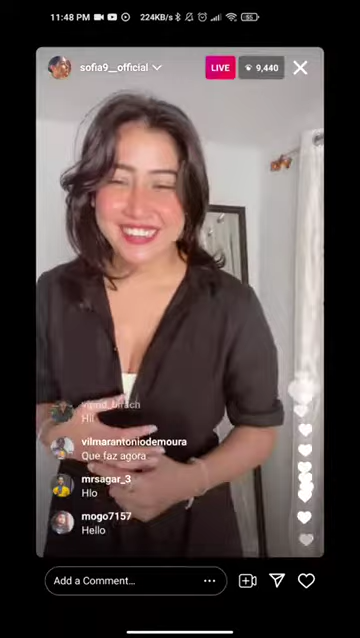 11:48 PM
224KB/s
55
sofia9__official
LIVE
9,440
Hii
vilmarantoniodemoura
Que faz agora
mrsagar_3
Hlo
mogo7157
Hello
Add a Comment...